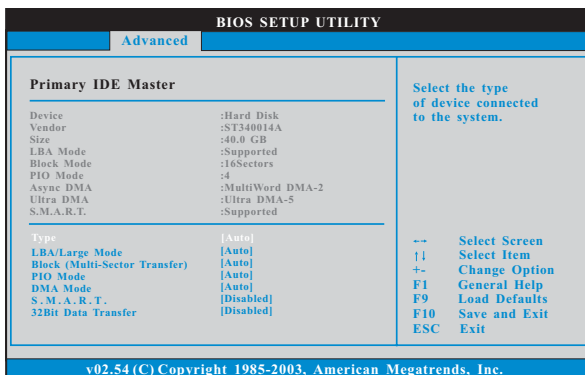 BIOS SETUP UTILITY
Advanced
Primary IDE Master
Device :Hard Disk
Vendor :ST340014A
Size :40.0 GB
LBA Mode :Supported
Block Mode :16Sectors
PIO Mode :4
Async DMA :MultiWord DMA-2
Ultra DMA :Ultra DMA-5
S.M.A.R.T. :Supported
Type [Auto]
LBA/Large Mode [Auto]
Block (Multi-Sector Transfer) [Auto]
PIO Mode [Auto]
DMA Mode [Auto]
S.M.A.R.T. [Disabled]
32Bit Data Transfer [Disabled]
Select the type
of device connected
to the system.
↔ Select Screen
↑↓ Select Item
+- Change Option
F1 General Help
F9 Load Defaults
F10 Save and Exit
ESC Exit
v02.54 (C) Copyright 1985-2003, American Megatrends, Inc.